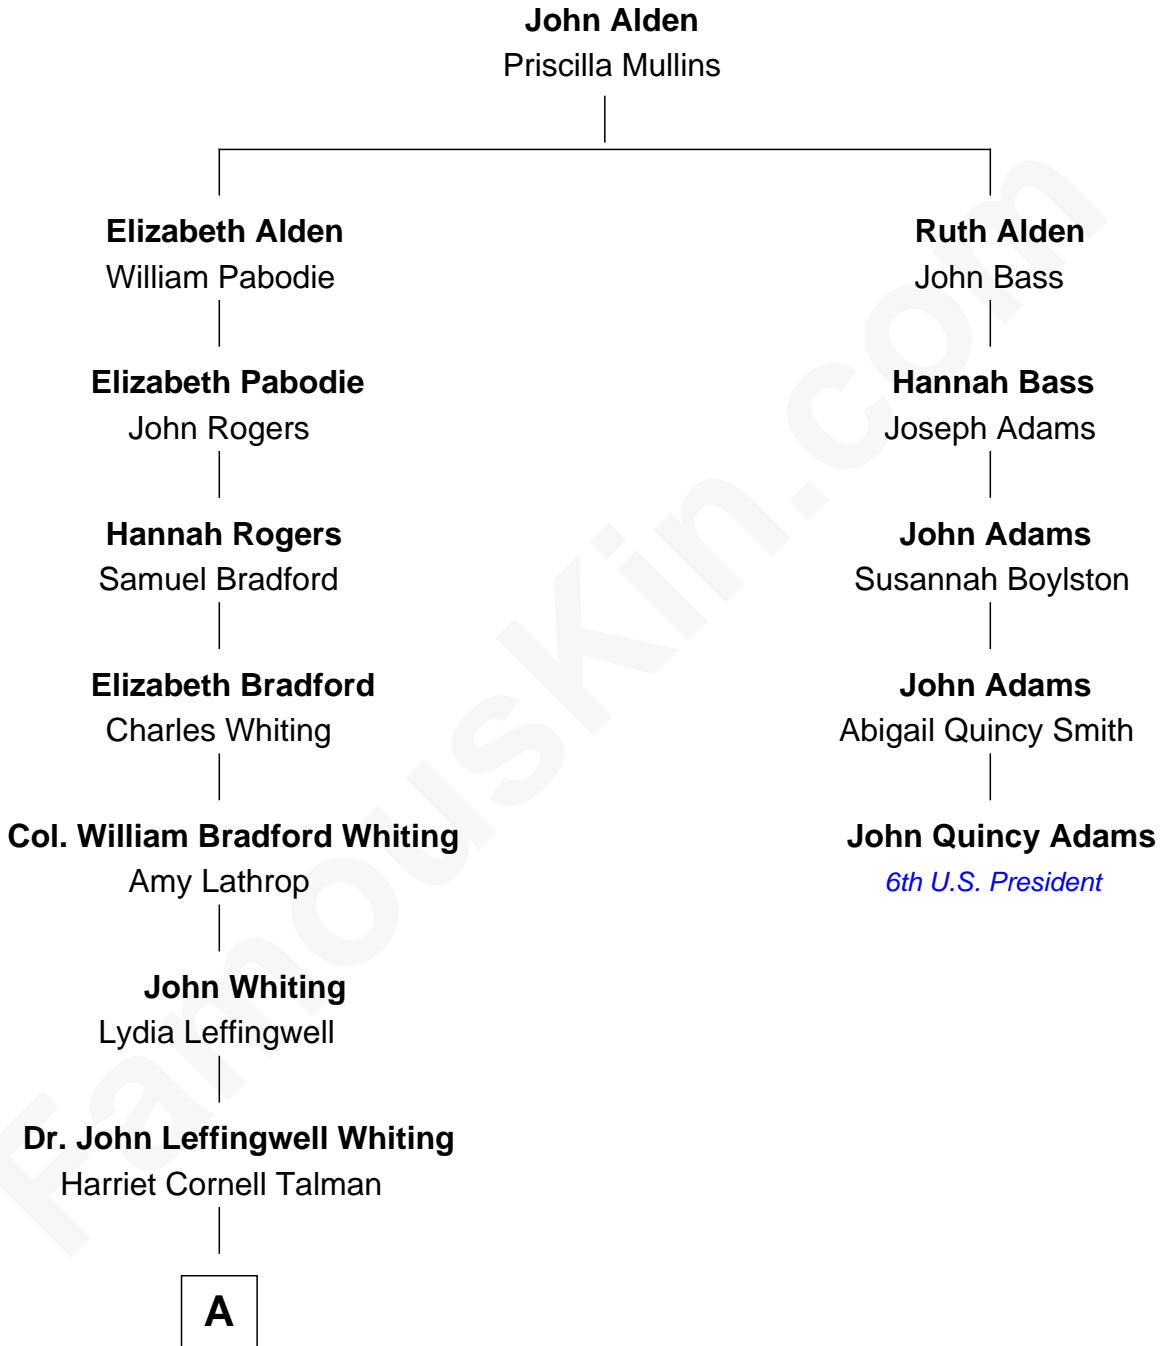 John Alden
Priscilla Mullins
Elizabeth Alden
William Pabodie
Ruth Alden
John Bass
Elizabeth Pabodie
John Rogers
Hannah Bass
Joseph Adams
Hannah Rogers
Samuel Bradford
John Adams
Susannah Boylston
Elizabeth Bradford
Charles Whiting
John Adams
Abigail Quincy Smith
Col. William Bradford Whiting
Amy Lathrop
John Quincy Adams
6th U.S. President
John Whiting
Lydia Leffingwell
Dr. John Leffingwell Whiting
Harriet Cornell Talman
A
FamousKin.com